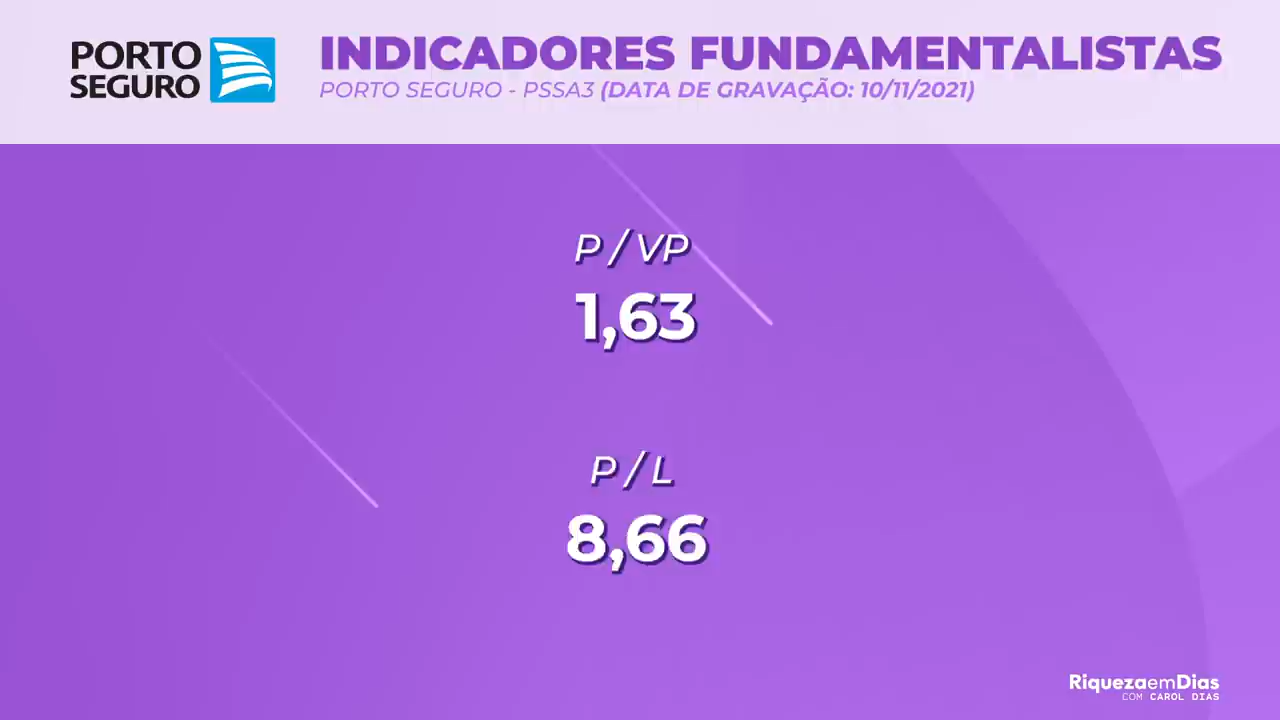 PORTO
SEGURO
INDICADORES FUNDAMENTALISTAS
PORTO SEGURO - PSSA3 (DATA DE GRAVAÇÃO: 10/11/2021)
P / VP
1,63
P / L
8,66
RiquezaemDias
COM CAROL DIAS